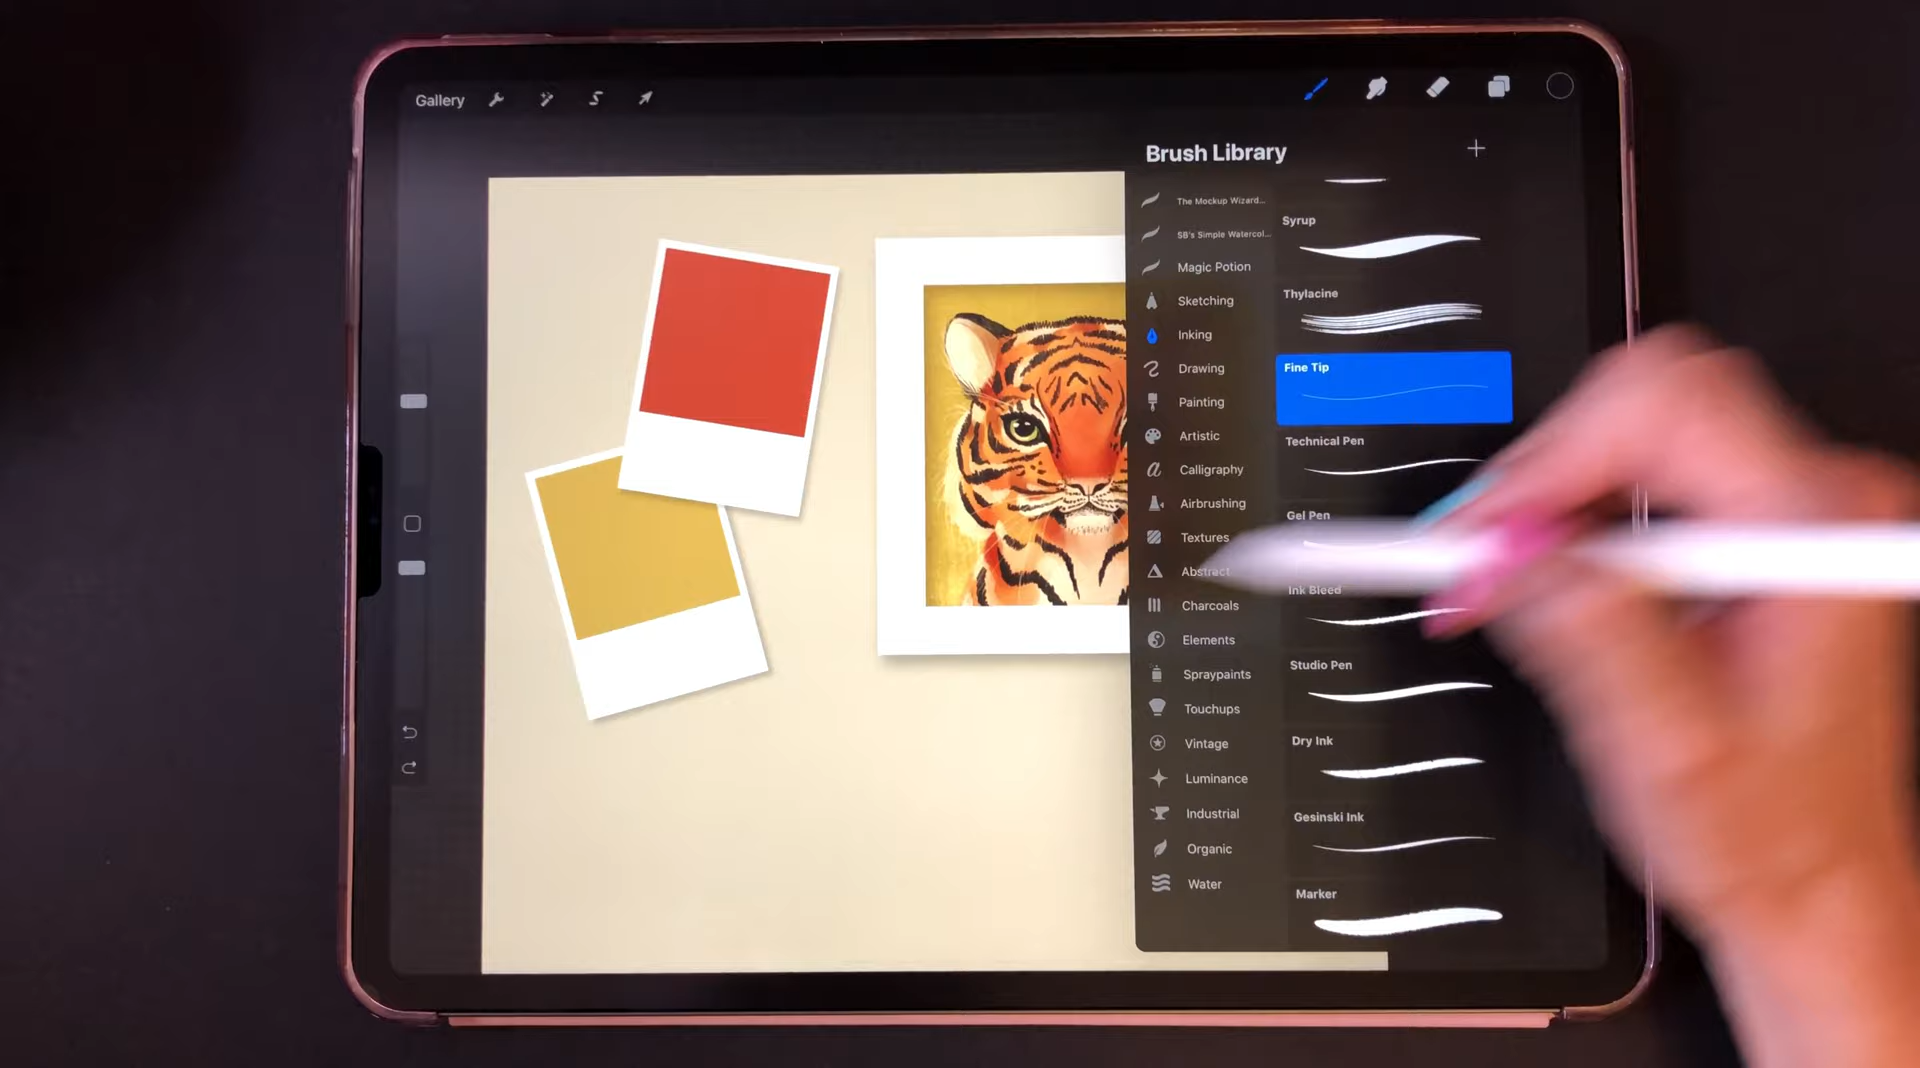 Gallery
Brush Library
The Mockup Wizard...
SB's Simple Watercol...
Magic Potion
Sketching
Inking
Drawing
Painting
Artistic
Calligraphy
Airbrushing
Textures
Abstract
Charcoals
Elements
Spraypaints
Touchups
Vintage
Luminance
Industrial
Organic
Water
Syrup
Thylacine
Fine Tip
Technical Pen
Gel Pen
Ink Bleed
Studio Pen
Dry Ink
Gesinski Ink
Marker